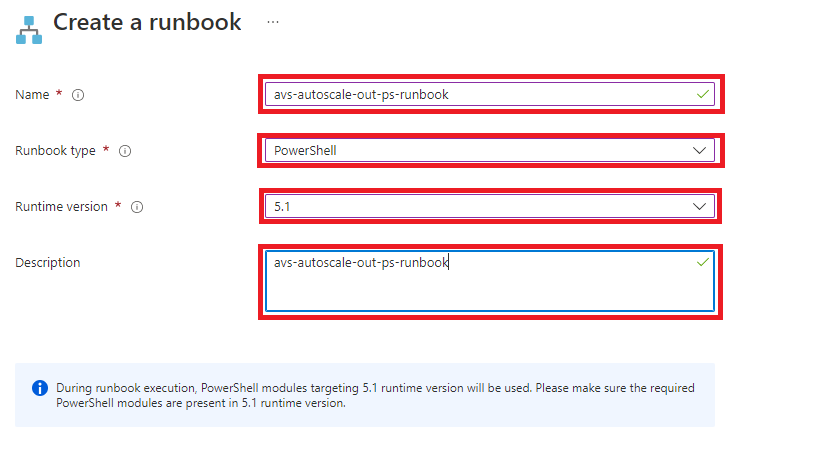 Create a runbook ...
Name *
avs-autoscale-out-ps-runbook
Runbook type *
PowerShell
Runtime version *
5.1
Description
avs-autoscale-out-ps-runbook
During runbook execution, PowerShell modules targeting 5.1 runtime version will be used. Please make sure the required
PowerShell modules are present in 5.1 runtime version.